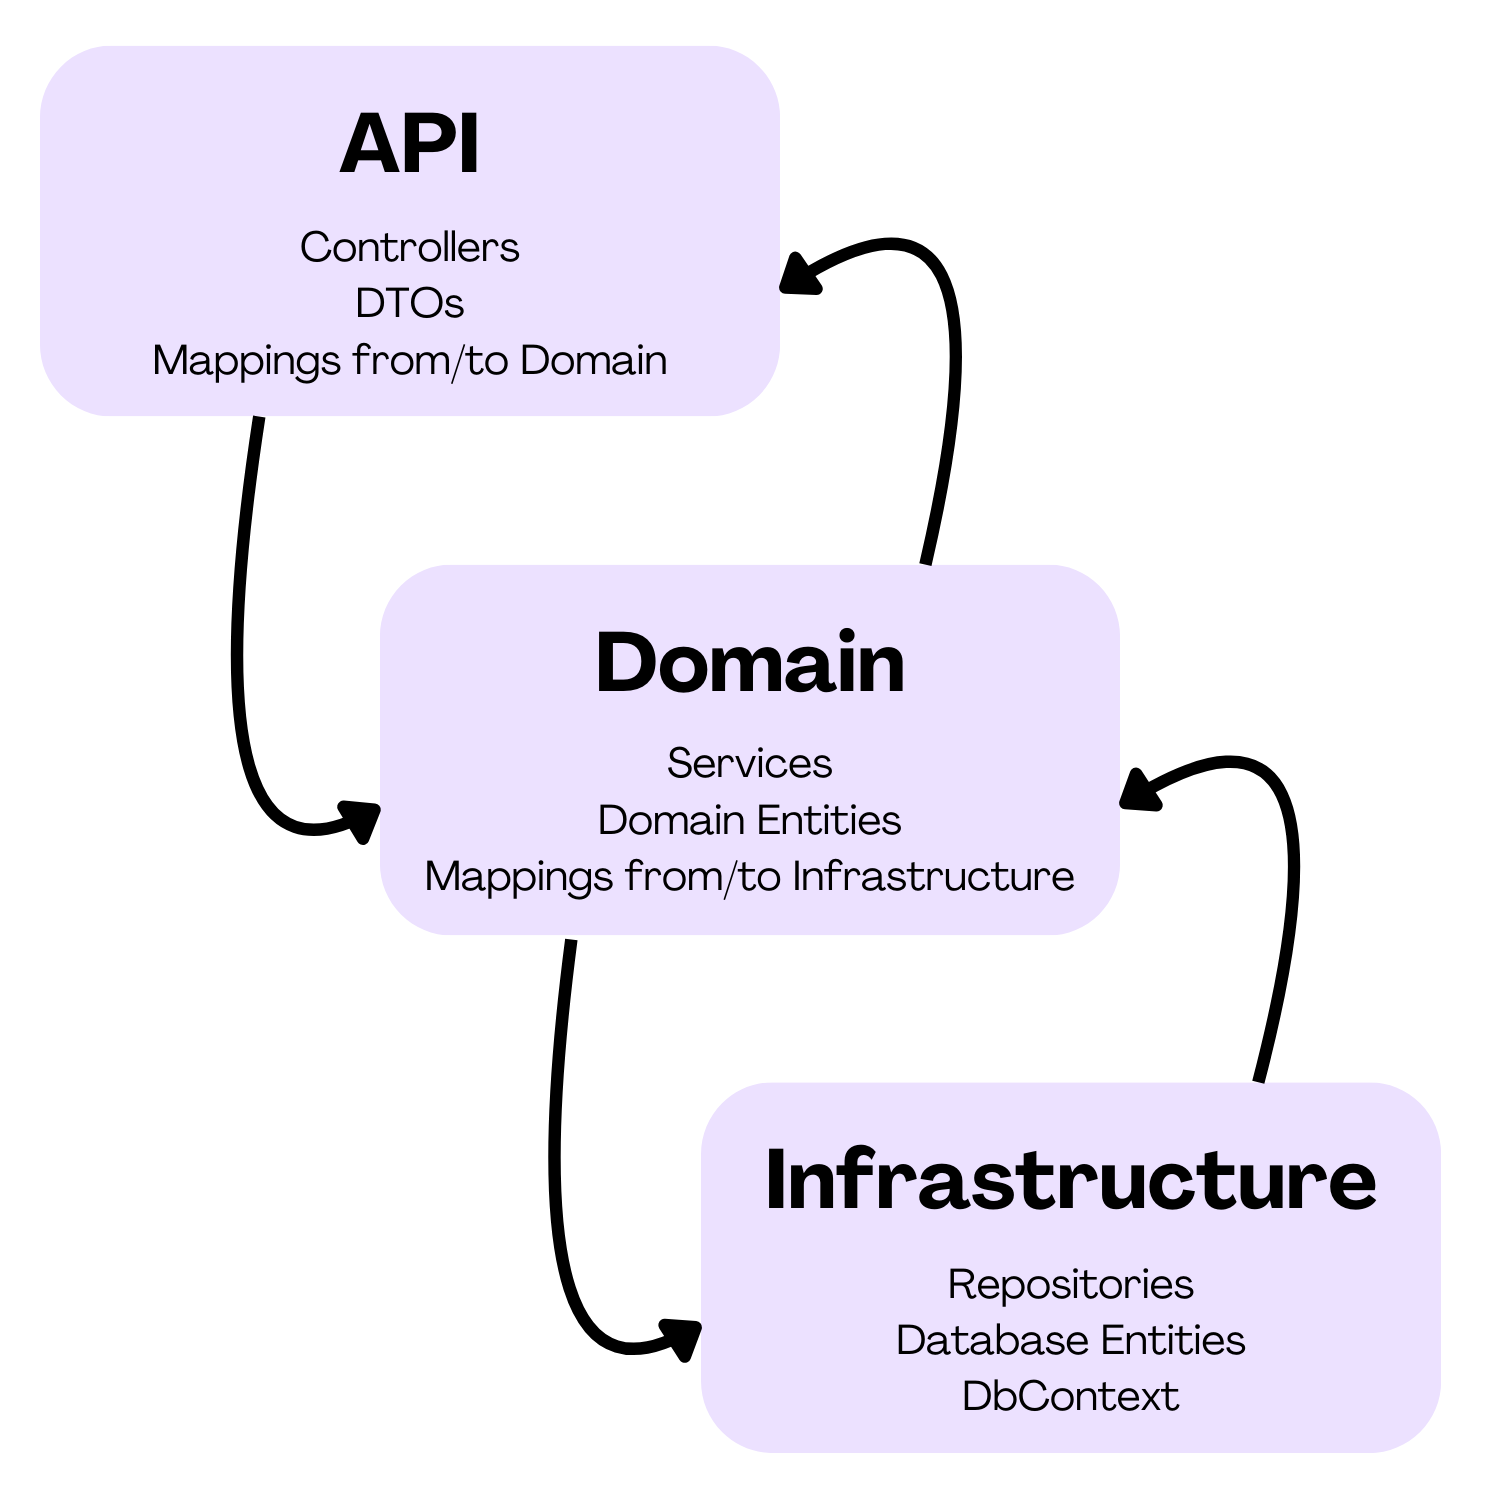 API
Controllers
DTOs
Mappings from/to Domain
Domain
Services
Domain Entities
Mappings from/to Infrastructure
Infrastructure
Repositories
Database Entities
DbContext